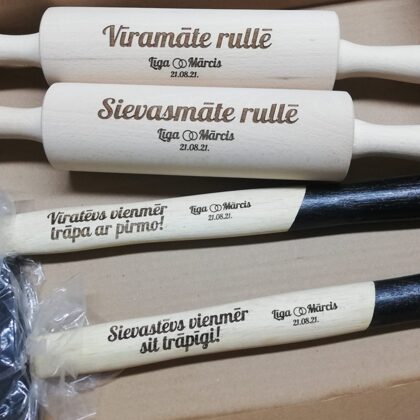 Vīramāte rullē
Līga Mārcis
21.08.21.
Sievasmāte rullē
Līga Mārcis
21.08.21.
Vīratēvs vienmēr
trāpa ar pirmo!
Līga Mārcis
21.08.21.
Sievastēvs vienmēr
sit trāpīgi!
Līga Mārcis
21.08.21.